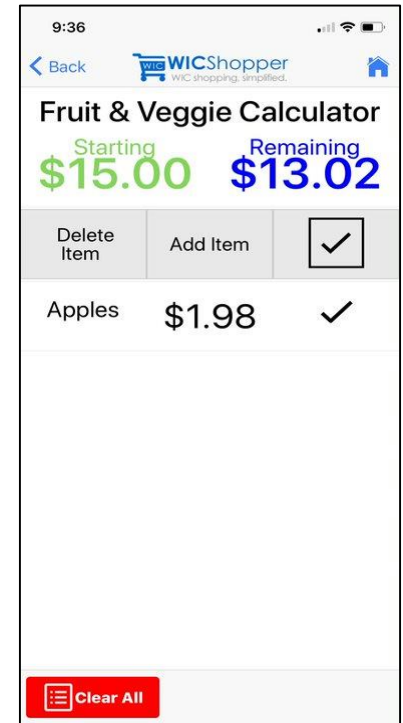 9:36
Back
WIC WICShopper
WIC shopping, simplified.
Fruit & Veggie Calculator
Starting Remaining
$15.00 $13.02
Delete Item
Add Item
Apples $1.98
Clear All